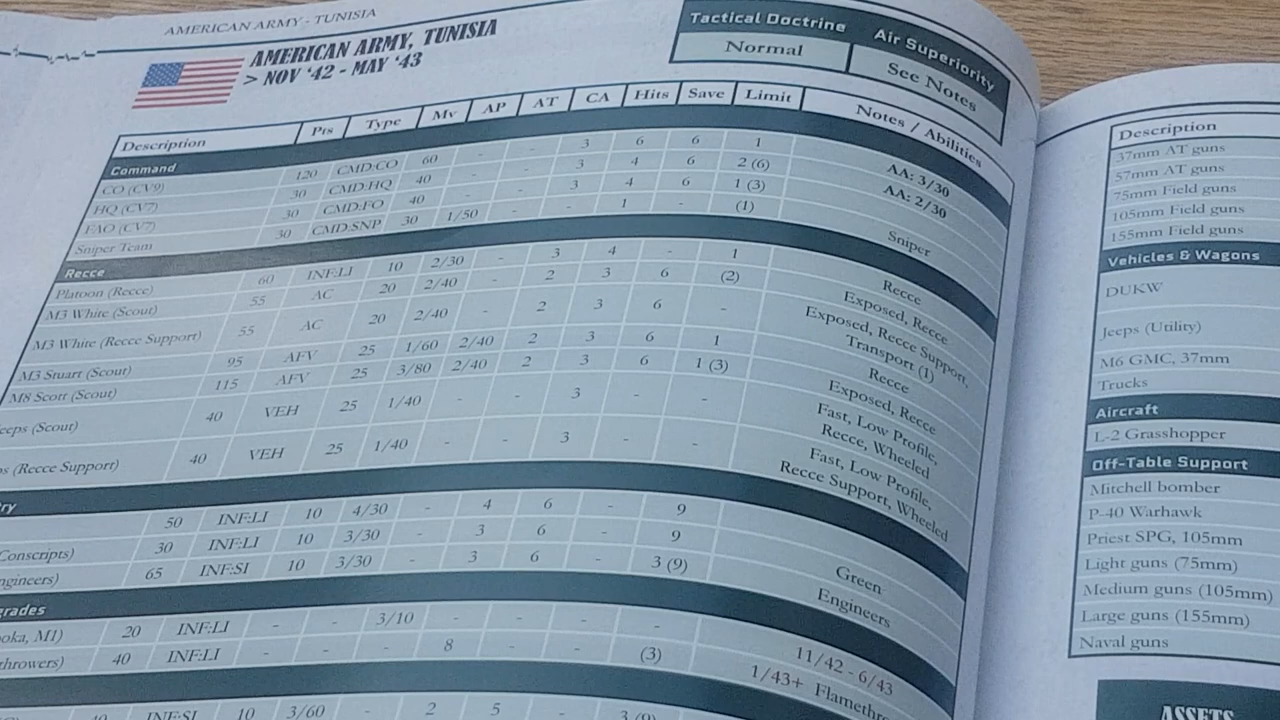 AMERICAN ARMY - TUNISIA
AMERICAN ARMY, TUNISIA
> NOV '42 - MAY '43
Tactical Doctrine Air Superiority
Normal See Notes
Description Pts Type Mv AP AT CA Hits Save Limit Notes / Abilities
Command
CO (CV9) 120 CMD:CO 60 - - 3 6 6 1 AA: 3/30
HQ (CV7) 30 CMD:HQ 40 - - 3 4 6 2 (6) AA: 2/30
FAO (CV7) 30 CMD:FO 40 - - 3 4 6 1 (3)
Sniper Team 30 CMD:SNP 30 1/50 - - 1 - (1) Sniper
Recce
Platoon (Recce) 60 INF:LI 10 2/30 - 3 4 - 1 Recce
M3 White (Scout) 55 AC 20 2/40 - 2 3 6 (2) Exposed, Recce
M3 White (Recce Support) 55 AC 20 2/40 - 2 3 6 - Exposed, Recce Support,
Transport (1)
M3 Stuart (Scout) 95 AFV 25 1/60 2/40 2 3 6 1 Recce
M8 Scott (Scout) 115 AFV 25 3/80 2/40 2 3 6 1 (3) Exposed, Recce
eeps (Scout) 40 VEH 25 1/40 - - 3 - - Fast, Low Profile,
Recce, Wheeled
s (Recce Support) 40 VEH 25 1/40 - - 3 - - Fast, Low Profile,
Recce Support, Wheeled
ry
50 INF:LI 10 4/30 - 4 6 - 9
Conscripts) 30 INF:LI 10 3/30 - 3 6 - 9 Green
ngineers) 65 INF:SI 10 3/30 - 3 6 - 3 (9) Engineers
grades
ooka, M1) 20 INF:LI - - 3/10 - - - - 11/42 - 6/43
throwers) 40 INF:LI - - - 8 - - (3) 1/43+ Flamethr
INF:SI 10 3/60 - 2 5 - 3 (9)
Description
37mm AT guns
57mm AT guns
75mm Field guns
105mm Field guns
155mm Field guns
Vehicles & Wagons
DUKW
Jeeps (Utility)
M6 GMC, 37mm
Trucks
Aircraft
L-2 Grasshopper
Off-Table Support
Mitchell bomber
P-40 Warhawk
Priest SPG, 105mm
Light guns (75mm)
Medium guns (105mm)
Large guns (155mm)
Naval guns
ASSETS